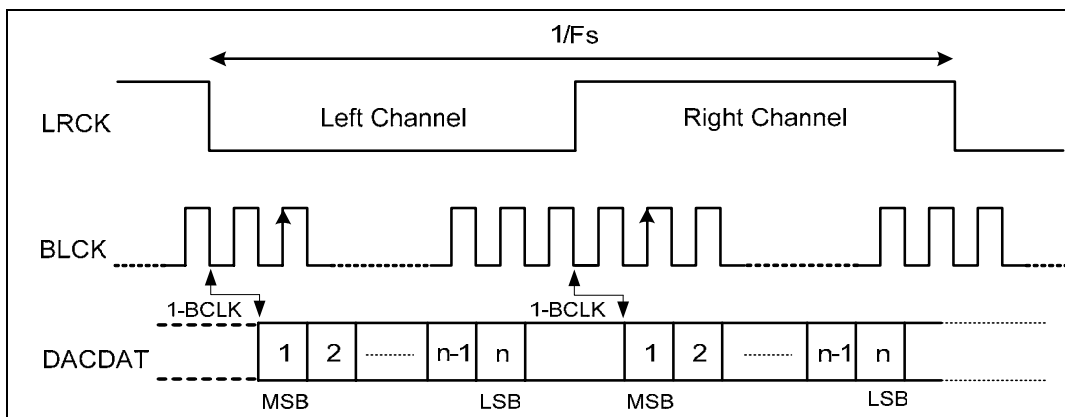 1/Fs
LRCK
Left Channel
Right Channel
BLCK
1-BCLK
1-BCLK
DACDAT
1 2 n-1 n 1 2 n-1 n
MSB LSB MSB LSB